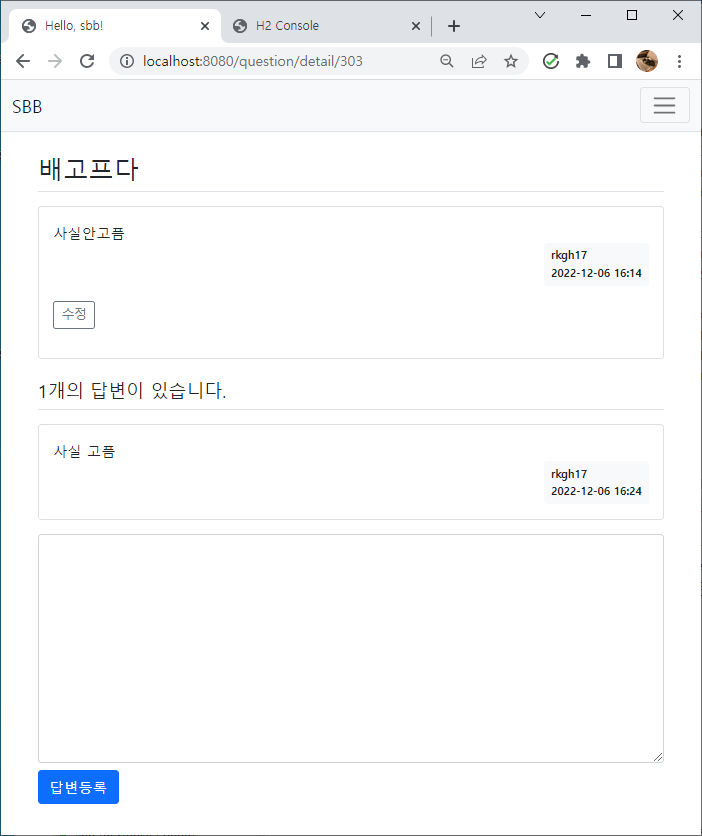 Hello, sbb!
H2 Console
localhost:8080/question/detail/303
SBB
배고프다
사실안고픔
rkgh17
2022-12-06 16:14
수정
1개의 답변이 있습니다.
사실 고픔
rkgh17
2022-12-06 16:24
답변등록